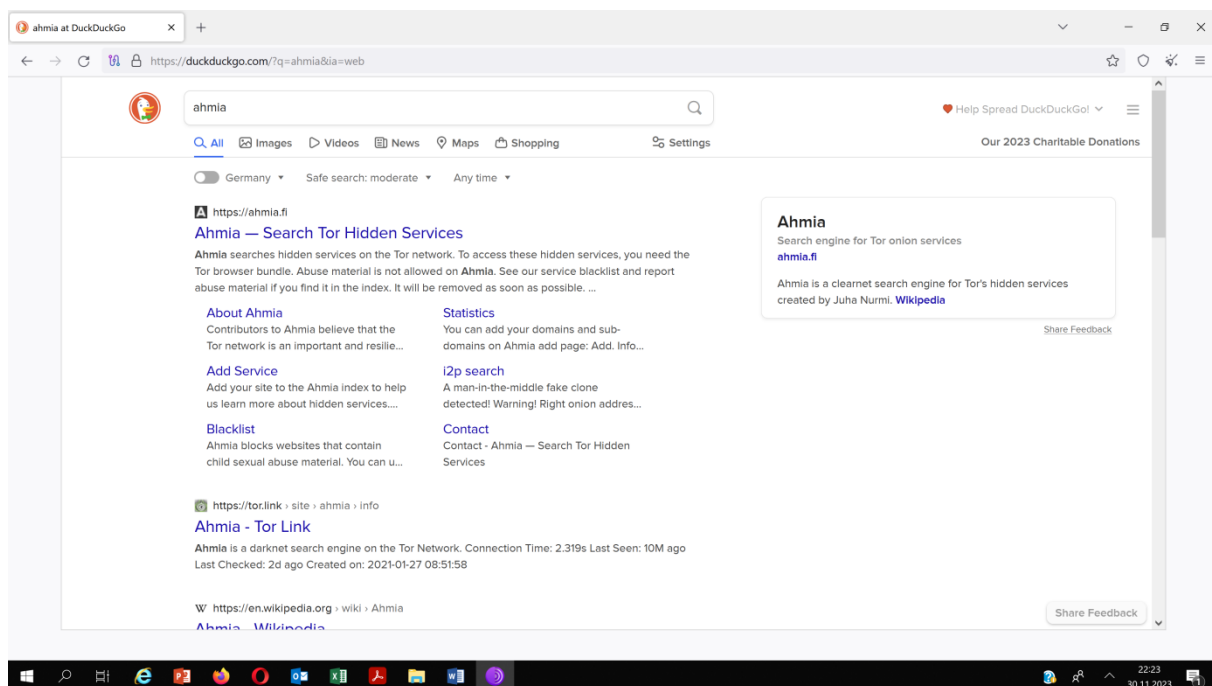 ahmia at DuckDuckGo
https://duckduckgo.com/?q=ahmia&ia=web
ahmia
Help Spread DuckDuckGo!
All Images Videos News Maps Shopping Settings
Our 2023 Charitable Donations
Germany Safe search: moderate Any time
https://ahmia.fi
Ahmia — Search Tor Hidden Services
Ahmia searches hidden services on the Tor network. To access these hidden services, you need the
Tor browser bundle. Abuse material is not allowed on Ahmia. See our service blacklist and report
abuse material if you find it in the index. It will be removed as soon as possible. ...
About Ahmia
Contributors to Ahmia believe that the
Tor network is an important and resilie...
Statistics
You can add your domains and sub-
domains on Ahmia add page: Add. Info...
Add Service
Add your site to the Ahmia index to help
us learn more about hidden services....
i2p search
A man-in-the-middle fake clone
detected! Warning! Right onion addres...
Blacklist
Ahmia blocks websites that contain
child sexual abuse material. You can u...
Contact
Contact - Ahmia — Search Tor Hidden
Services
https://tor.link › site › ahmia › info
Ahmia - Tor Link
Ahmia is a darknet search engine on the Tor Network. Connection Time: 2.319s Last Seen: 10M ago
Last Checked: 2d ago Created on: 2021-01-27 08:51:58
W https://en.wikipedia.org › wiki › Ahmia
Ahmia - Wikipedia
Ahmia
Search engine for Tor onion services
ahmia.fi
Ahmia is a clearnet search engine for Tor's hidden services
created by Juha Nurmi. Wikipedia
Share Feedback
Share Feedback
22:23
30.11.2023